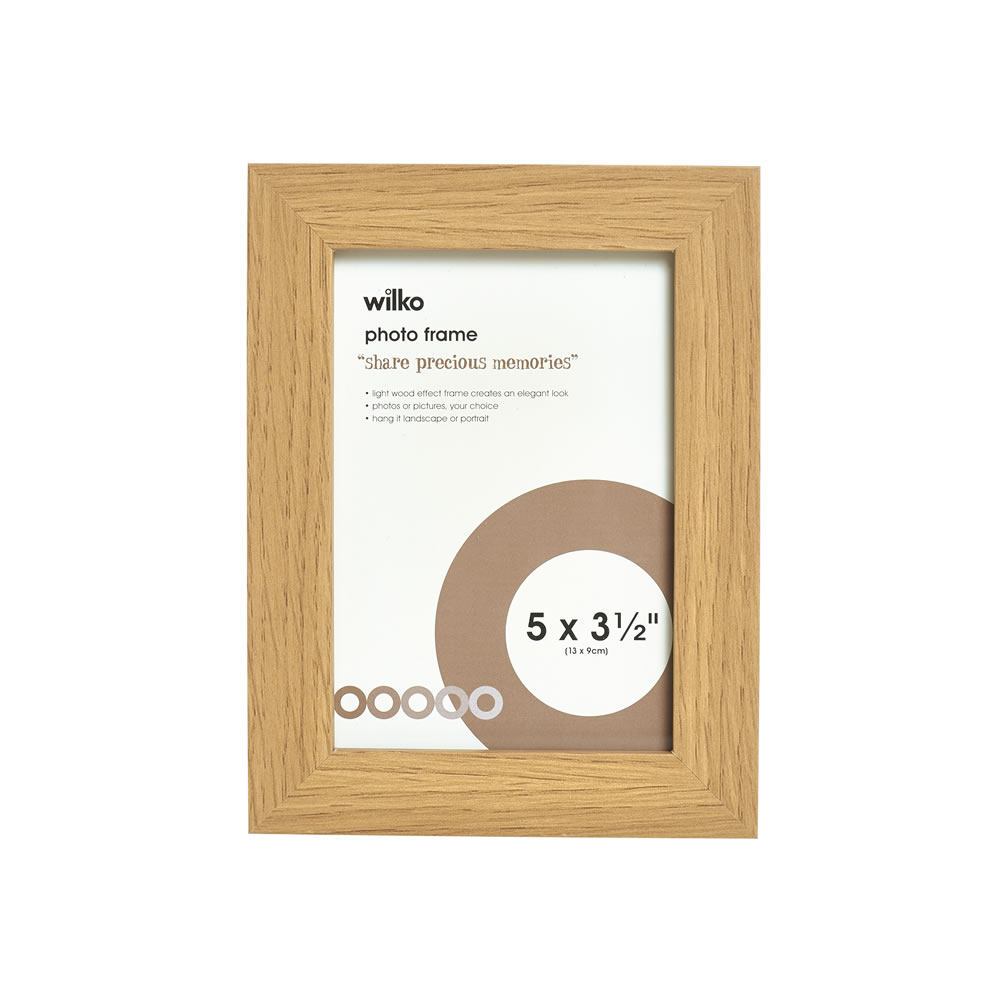 wilko
photo frame
“share precious memories”
• light wood effect frame creates an elegant look
• photos or pictures, your choice
• hang it landscape or portrait
5 x 3½"
(13 x 9cm)